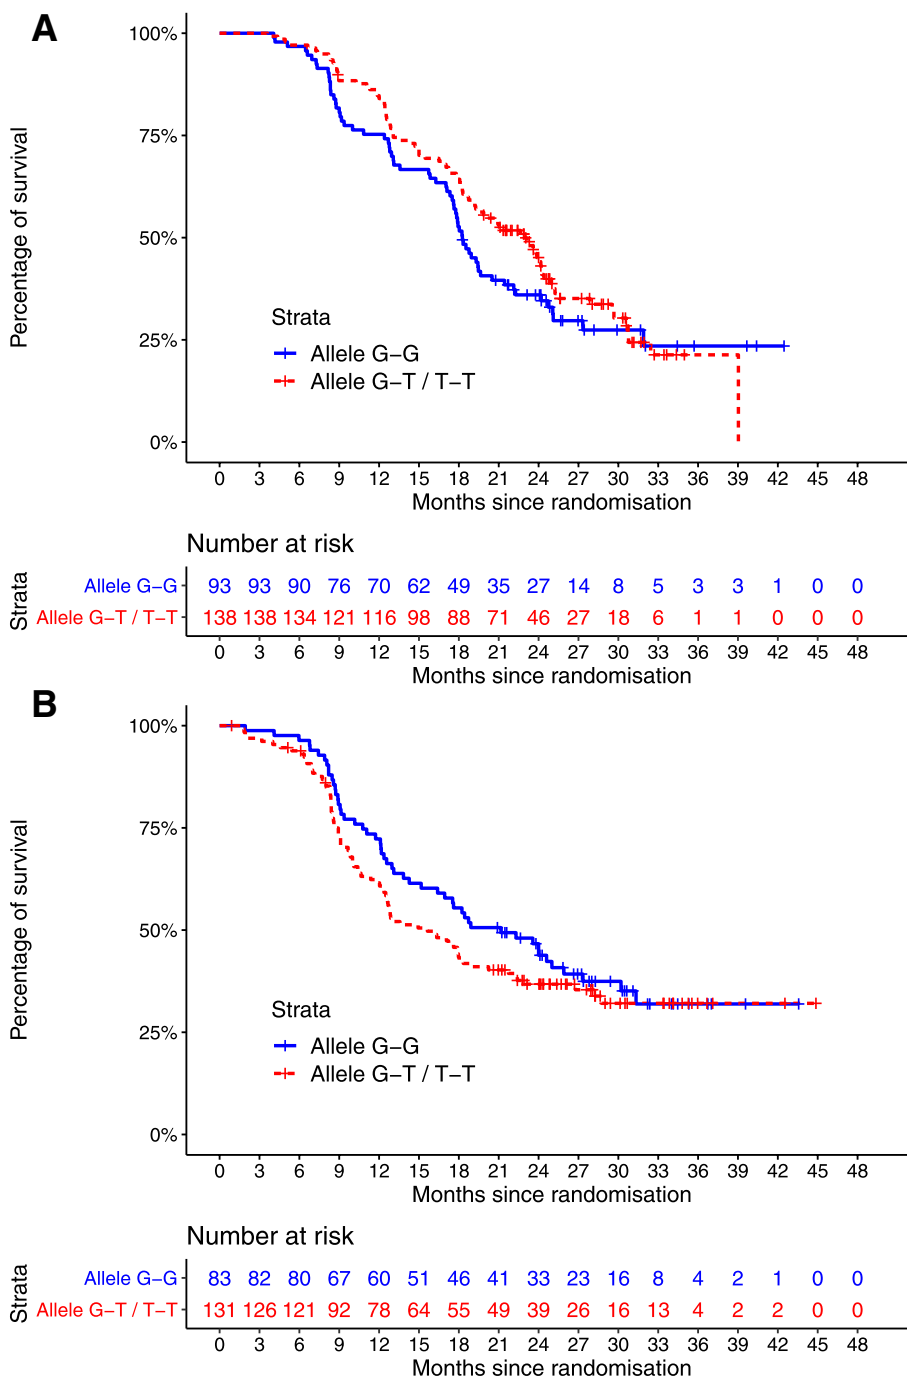 A
Percentage of survival
100%
75%
50%
25%
0%
Strata
Allele G−G
Allele G−T / T−T
0 3 6 9 12 15 18 21 24 27 30 33 36 39 42 45 48
Months since randomisation
Number at risk
Strata
Allele G−G 93 93 90 76 70 62 49 35 27 14 8 5 3 3 1 0 0
Allele G−T / T−T 138 138 134 121 116 98 88 71 46 27 18 6 1 1 0 0 0
0 3 6 9 12 15 18 21 24 27 30 33 36 39 42 45 48
Months since randomisation
B
Percentage of survival
100%
75%
50%
25%
0%
Strata
Allele G−G
Allele G−T / T−T
0 3 6 9 12 15 18 21 24 27 30 33 36 39 42 45 48
Months since randomisation
Number at risk
Strata
Allele G−G 83 82 80 67 60 51 46 41 33 23 16 8 4 2 1 0 0
Allele G−T / T−T 131 126 121 92 78 64 55 49 39 26 16 13 4 2 2 0 0
0 3 6 9 12 15 18 21 24 27 30 33 36 39 42 45 48
Months since randomisation